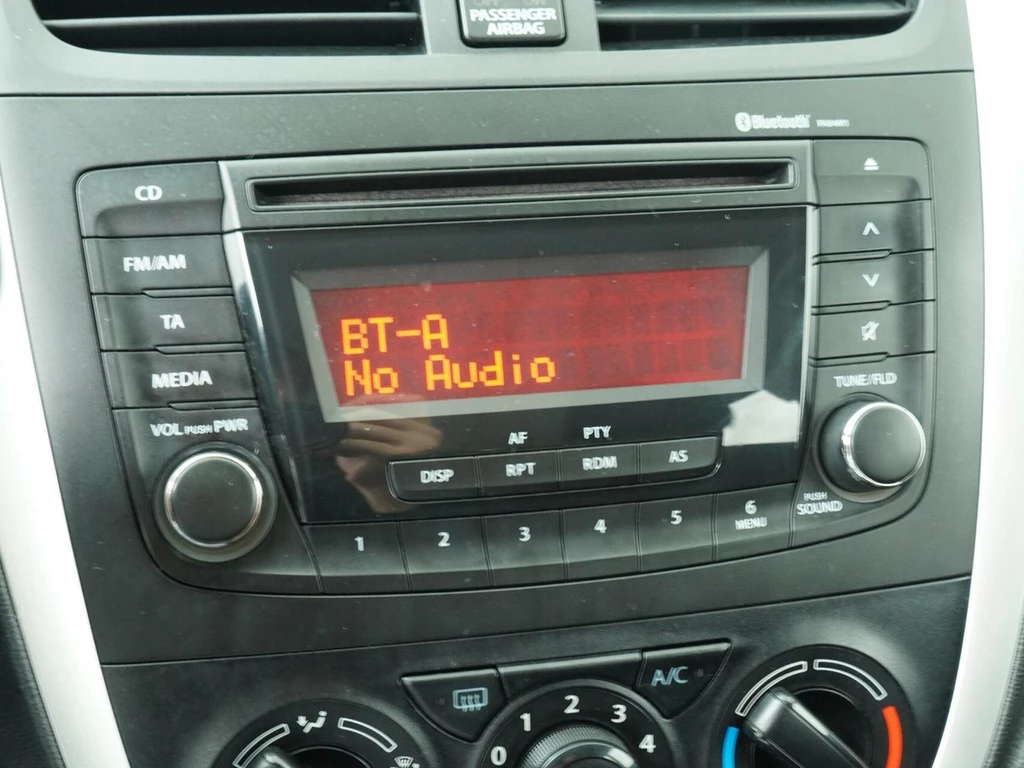 PASSENGER
AIRBAG
Bluetooth
CD
FM/AM
TA
MEDIA
VOL PUSH PWR
BT-A
No Audio
AF PTY
DISP RPT RDM AS
TUNE/FLD
PUSH
SOUND
1 2 3 4 5 6
MENU
A/C
0 1 2 3 4